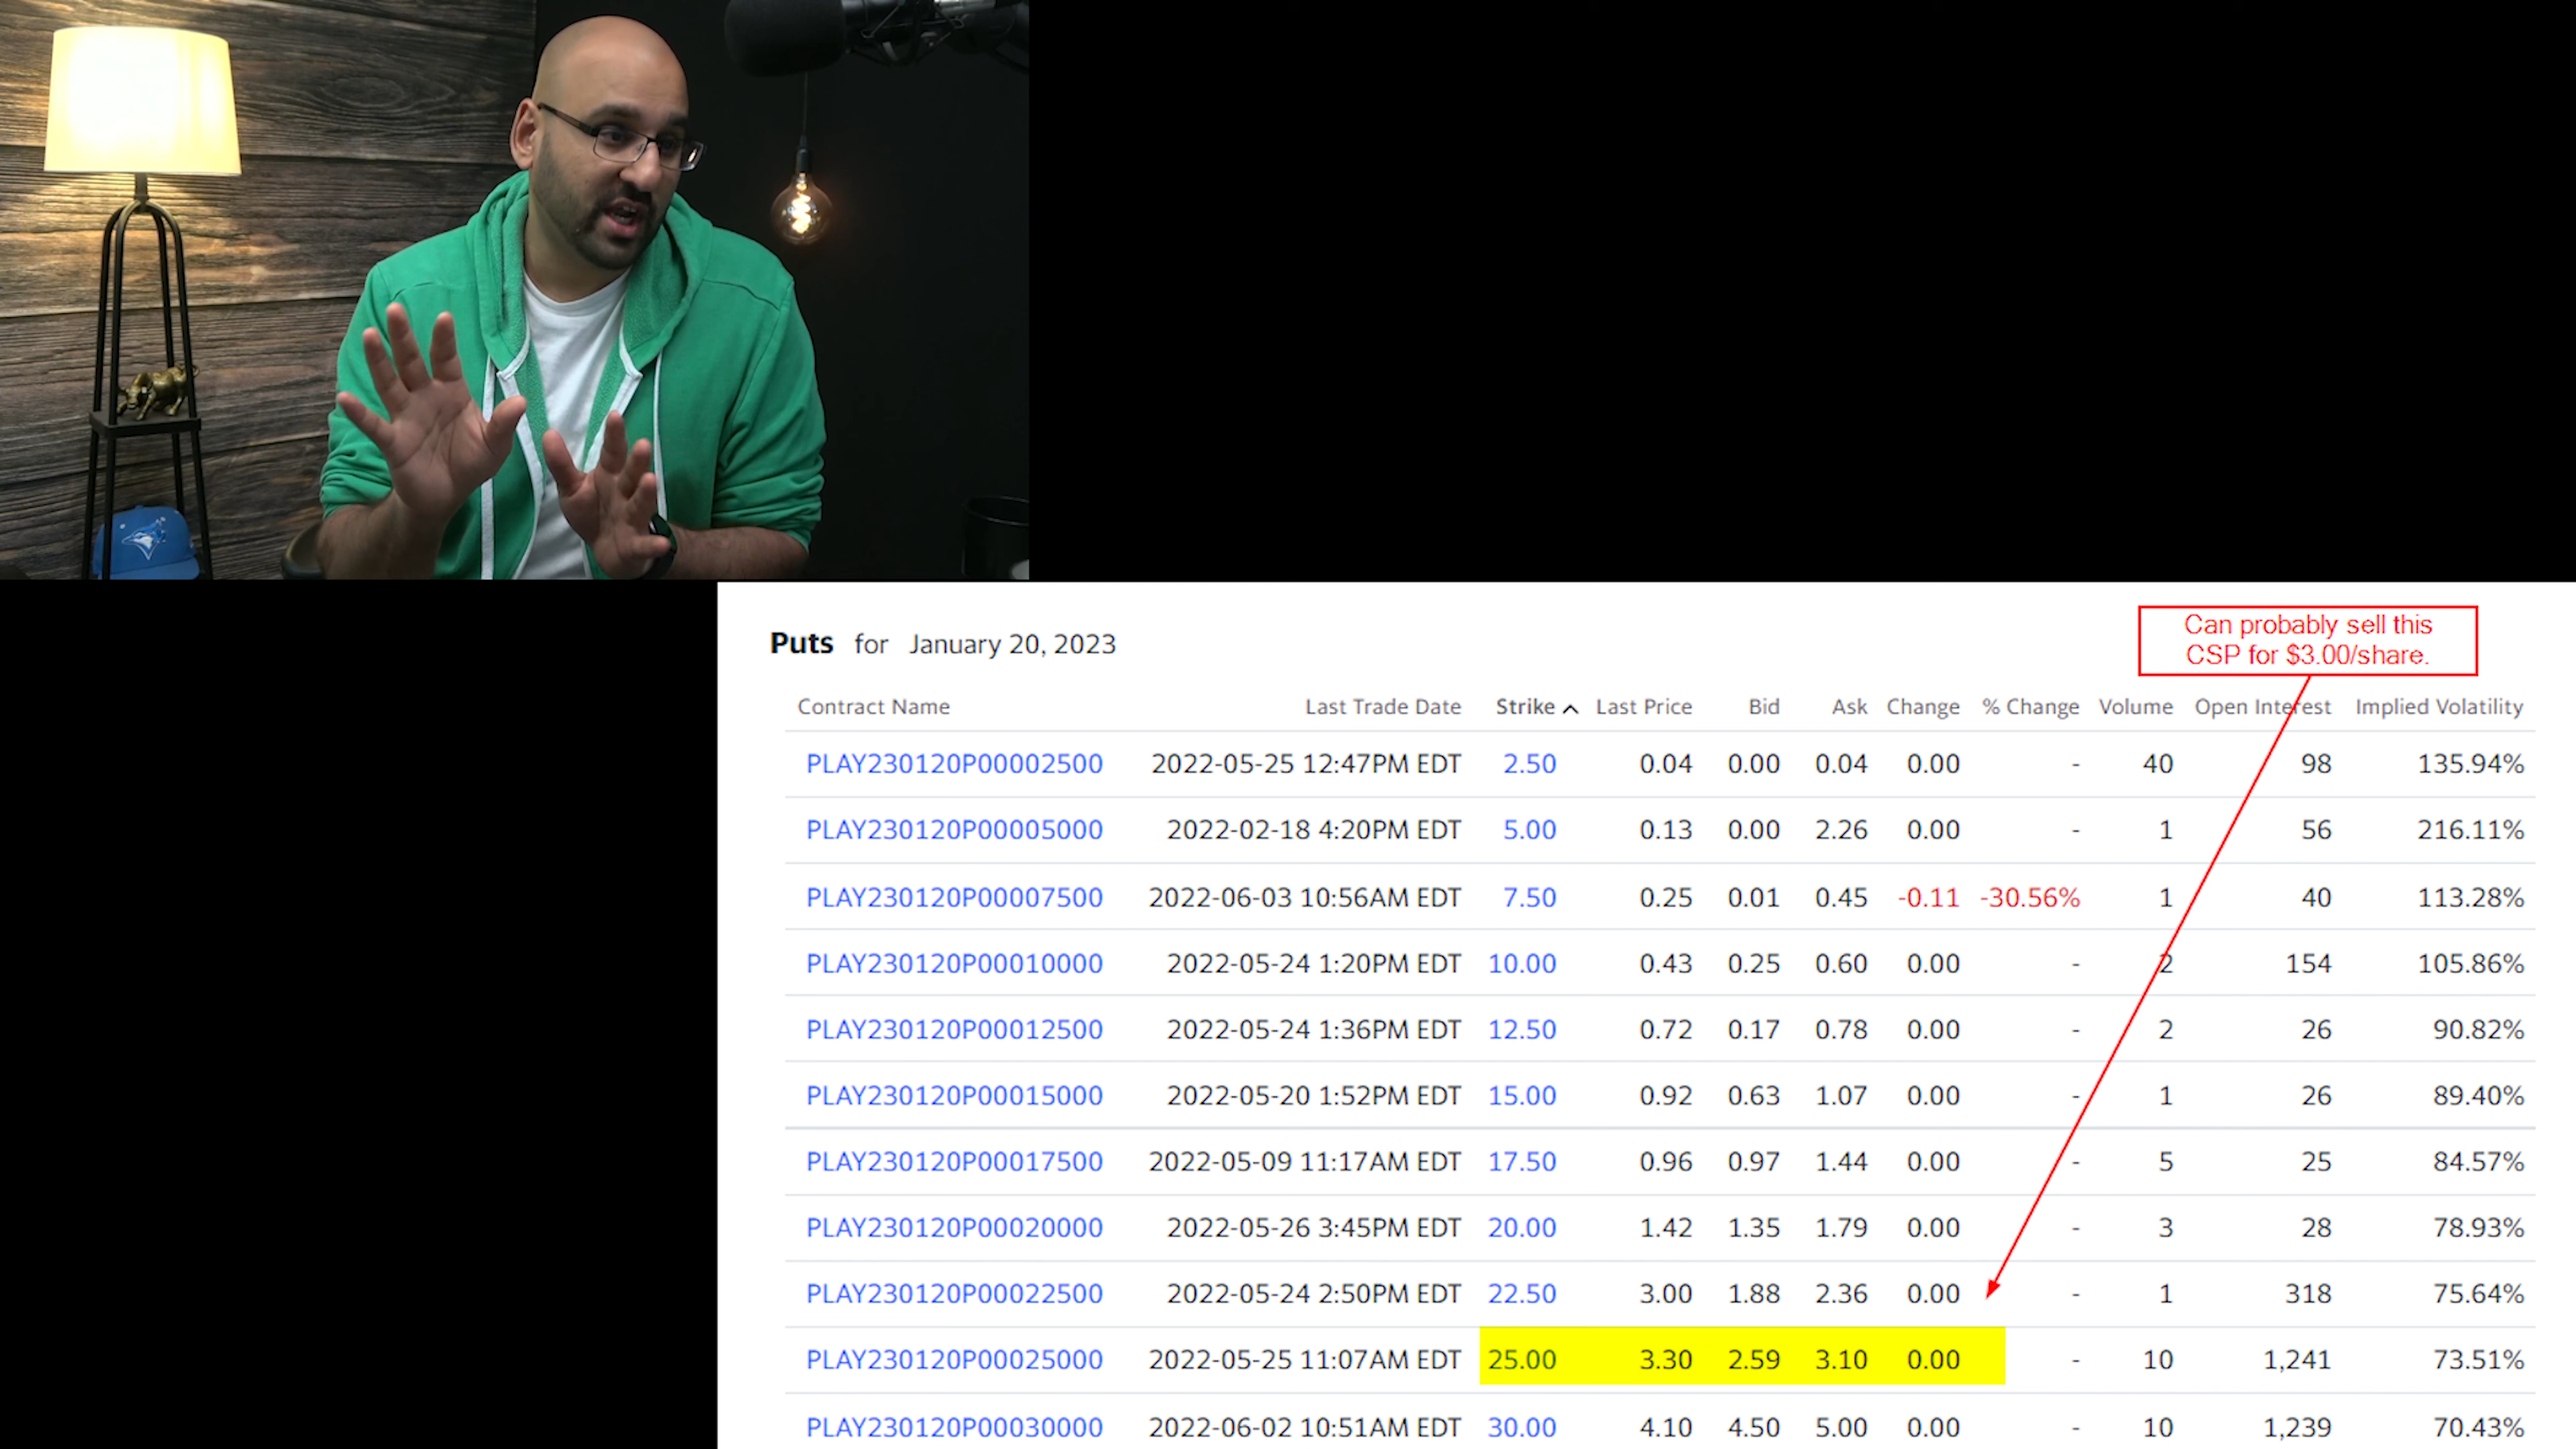 Can probably sell this
CSP for $3.00/share.
Puts for January 20, 2023
Contract Name Last Trade Date Strike Last Price Bid Ask Change % Change Volume Open Interest Implied Volatility
PLAY230120P00002500 2022-05-25 12:47PM EDT 2.50 0.04 0.00 0.04 0.00 - 40 98 135.94%
PLAY230120P00005000 2022-02-18 4:20PM EDT 5.00 0.13 0.00 2.26 0.00 - 1 56 216.11%
PLAY230120P00007500 2022-06-03 10:56AM EDT 7.50 0.25 0.01 0.45 -0.11 -30.56% 1 40 113.28%
PLAY230120P00010000 2022-05-24 1:20PM EDT 10.00 0.43 0.25 0.60 0.00 - 2 154 105.86%
PLAY230120P00012500 2022-05-24 1:36PM EDT 12.50 0.72 0.17 0.78 0.00 - 2 26 90.82%
PLAY230120P00015000 2022-05-20 1:52PM EDT 15.00 0.92 0.63 1.07 0.00 - 1 26 89.40%
PLAY230120P00017500 2022-05-09 11:17AM EDT 17.50 0.96 0.97 1.44 0.00 - 5 25 84.57%
PLAY230120P00020000 2022-05-26 3:45PM EDT 20.00 1.42 1.35 1.79 0.00 - 3 28 78.93%
PLAY230120P00022500 2022-05-24 2:50PM EDT 22.50 3.00 1.88 2.36 0.00 - 1 318 75.64%
PLAY230120P00025000 2022-05-25 11:07AM EDT 25.00 3.30 2.59 3.10 0.00 - 10 1,241 73.51%
PLAY230120P00030000 2022-06-02 10:51AM EDT 30.00 4.10 4.50 5.00 0.00 - 10 1,239 70.43%